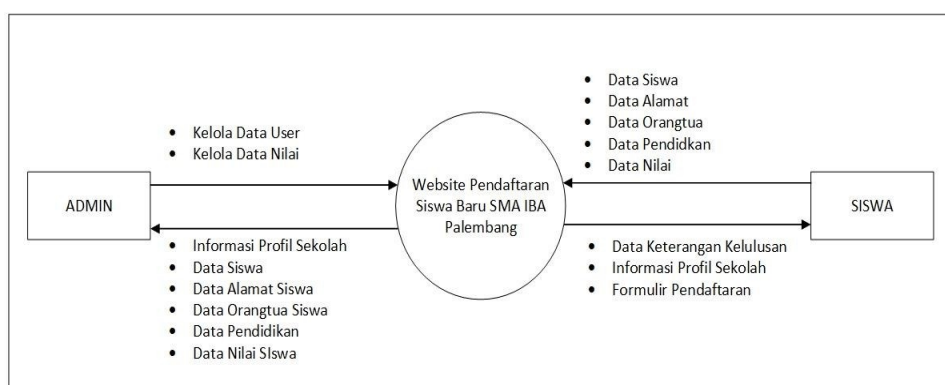 • Data Siswa
• Data Alamat
• Data Orangtua
• Data Pendidkan
• Data Nilai
• Kelola Data User
• Kelola Data Nilai
ADMIN
Website Pendaftaran
Siswa Baru SMA IBA
Palembang
SISWA
• Informasi Profil Sekolah
• Data Siswa
• Data Alamat Siswa
• Data Orangtua Siswa
• Data Pendidikan
• Data Nilai SIswa
• Data Keterangan Kelulusan
• Informasi Profil Sekolah
• Formulir Pendaftaran